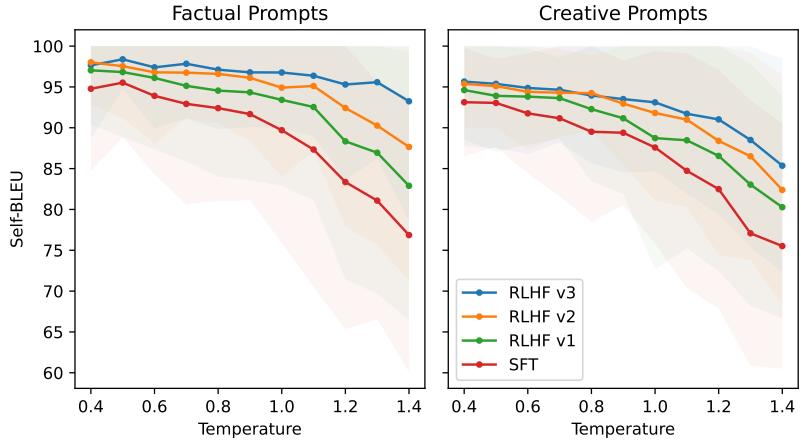 Factual Prompts
Creative Prompts
Self-BLEU
100
95
90
85
80
75
70
65
60
0.4 0.6 0.8 1.0 1.2 1.4
Temperature
RLHF v3
RLHF v2
RLHF v1
SFT
0.4 0.6 0.8 1.0 1.2 1.4
Temperature